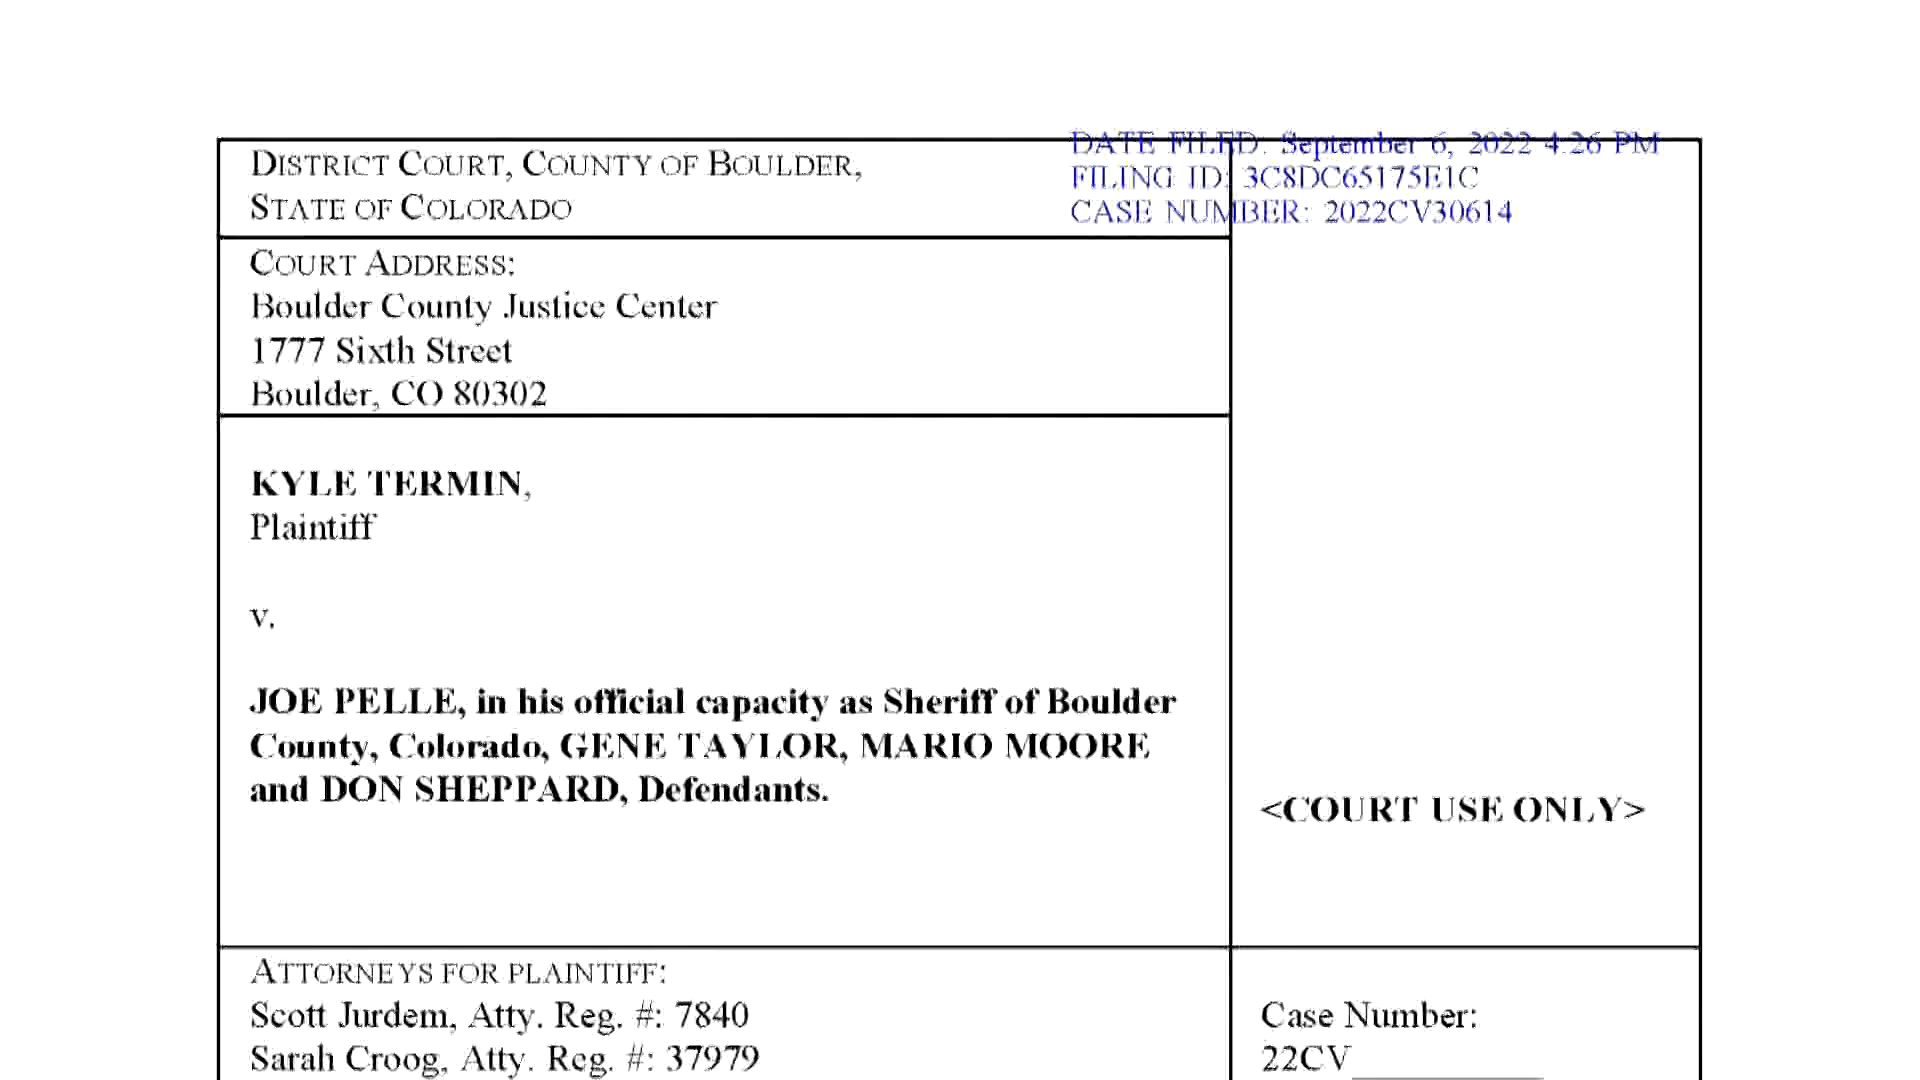 DATE FILED: September 6, 2022 4:26 PM
FILING ID: 3C8DC65175E1C
CASE NUMBER: 2022CV30614
DISTRICT COURT, COUNTY OF BOULDER,
STATE OF COLORADO
COURT ADDRESS:
Boulder County Justice Center
1777 Sixth Street
Boulder, CO 80302
KYLE TERMIN,
Plaintiff
v.
JOE PELLE, in his official capacity as Sheriff of Boulder
County, Colorado, GENE TAYLOR, MARIO MOORE
and DON SHEPPARD, Defendants.
<COURT USE ONLY>
ATTORNEYS FOR PLAINTIFF:
Scott Jurdem, Atty. Reg. #: 7840
Sarah Croog, Atty. Reg. #: 37979
Case Number:
22CV__________